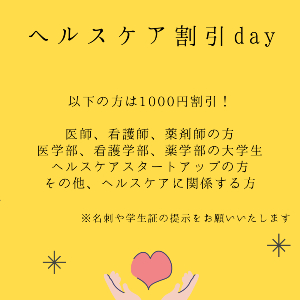 ヘルスケア割引day
以下の方は1000円割引！
医師、看護師、薬剤師の方
医学部、看護学部、薬学部の大学生
ヘルスケアスタートアップの方
その他、ヘルスケアに関係する方
※名刺や学生証の提示をお願いいたします